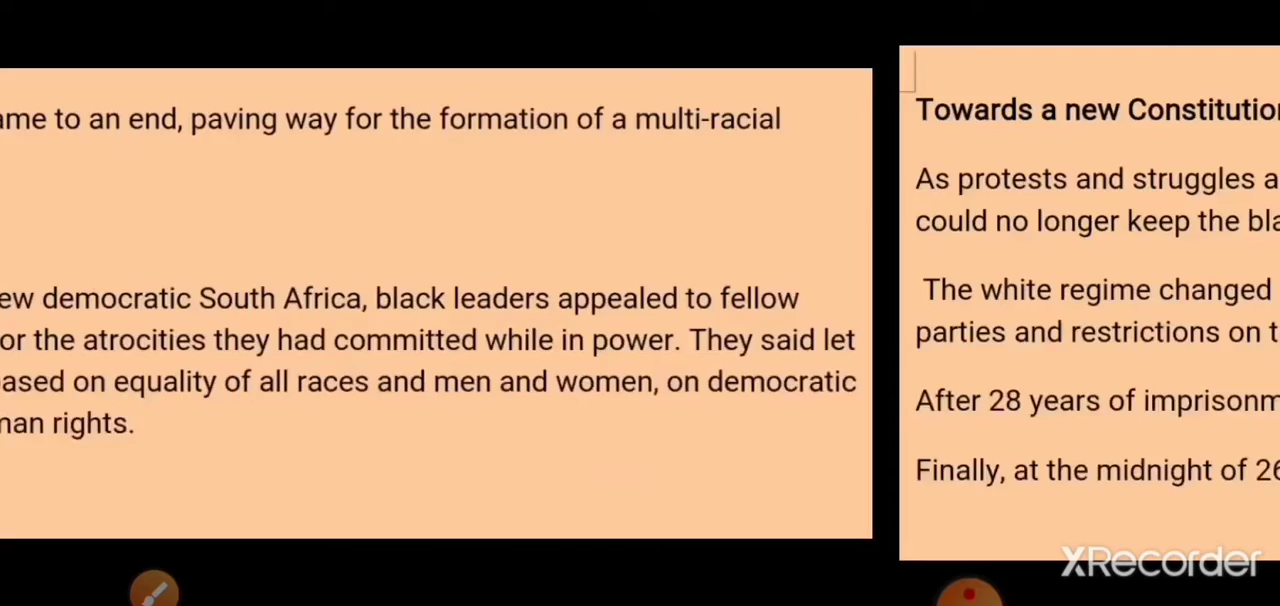 ame to an end, paving way for the formation of a multi-racial
ew democratic South Africa, black leaders appealed to fellow
or the atrocities they had committed while in power. They said let
ased on equality of all races and men and women, on democratic
man rights.
Towards a new Constitution
As protests and struggles a
could no longer keep the bla
The white regime changed
parties and restrictions on t
After 28 years of imprisonm
Finally, at the midnight of 26
XRecorder